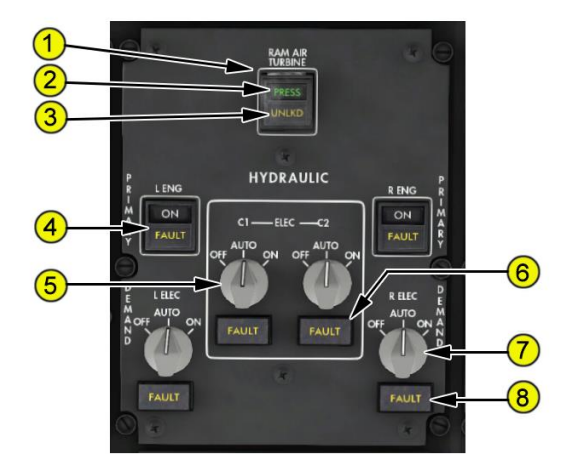 1
RAM AIR
TURBINE
2
PRESS
3
UNLKD
HYDRAULIC
PRIMARY
L ENG
ON
FAULT
4
R ENG
ON
FAULT
PRIMARY
C1 ELEC C2
OFF AUTO ON
OFF AUTO ON
5
6
FAULT
FAULT
DEMAND
L ELEC
OFF AUTO ON
FAULT
R ELEC
OFF AUTO ON
DEMAND
7
FAULT
8